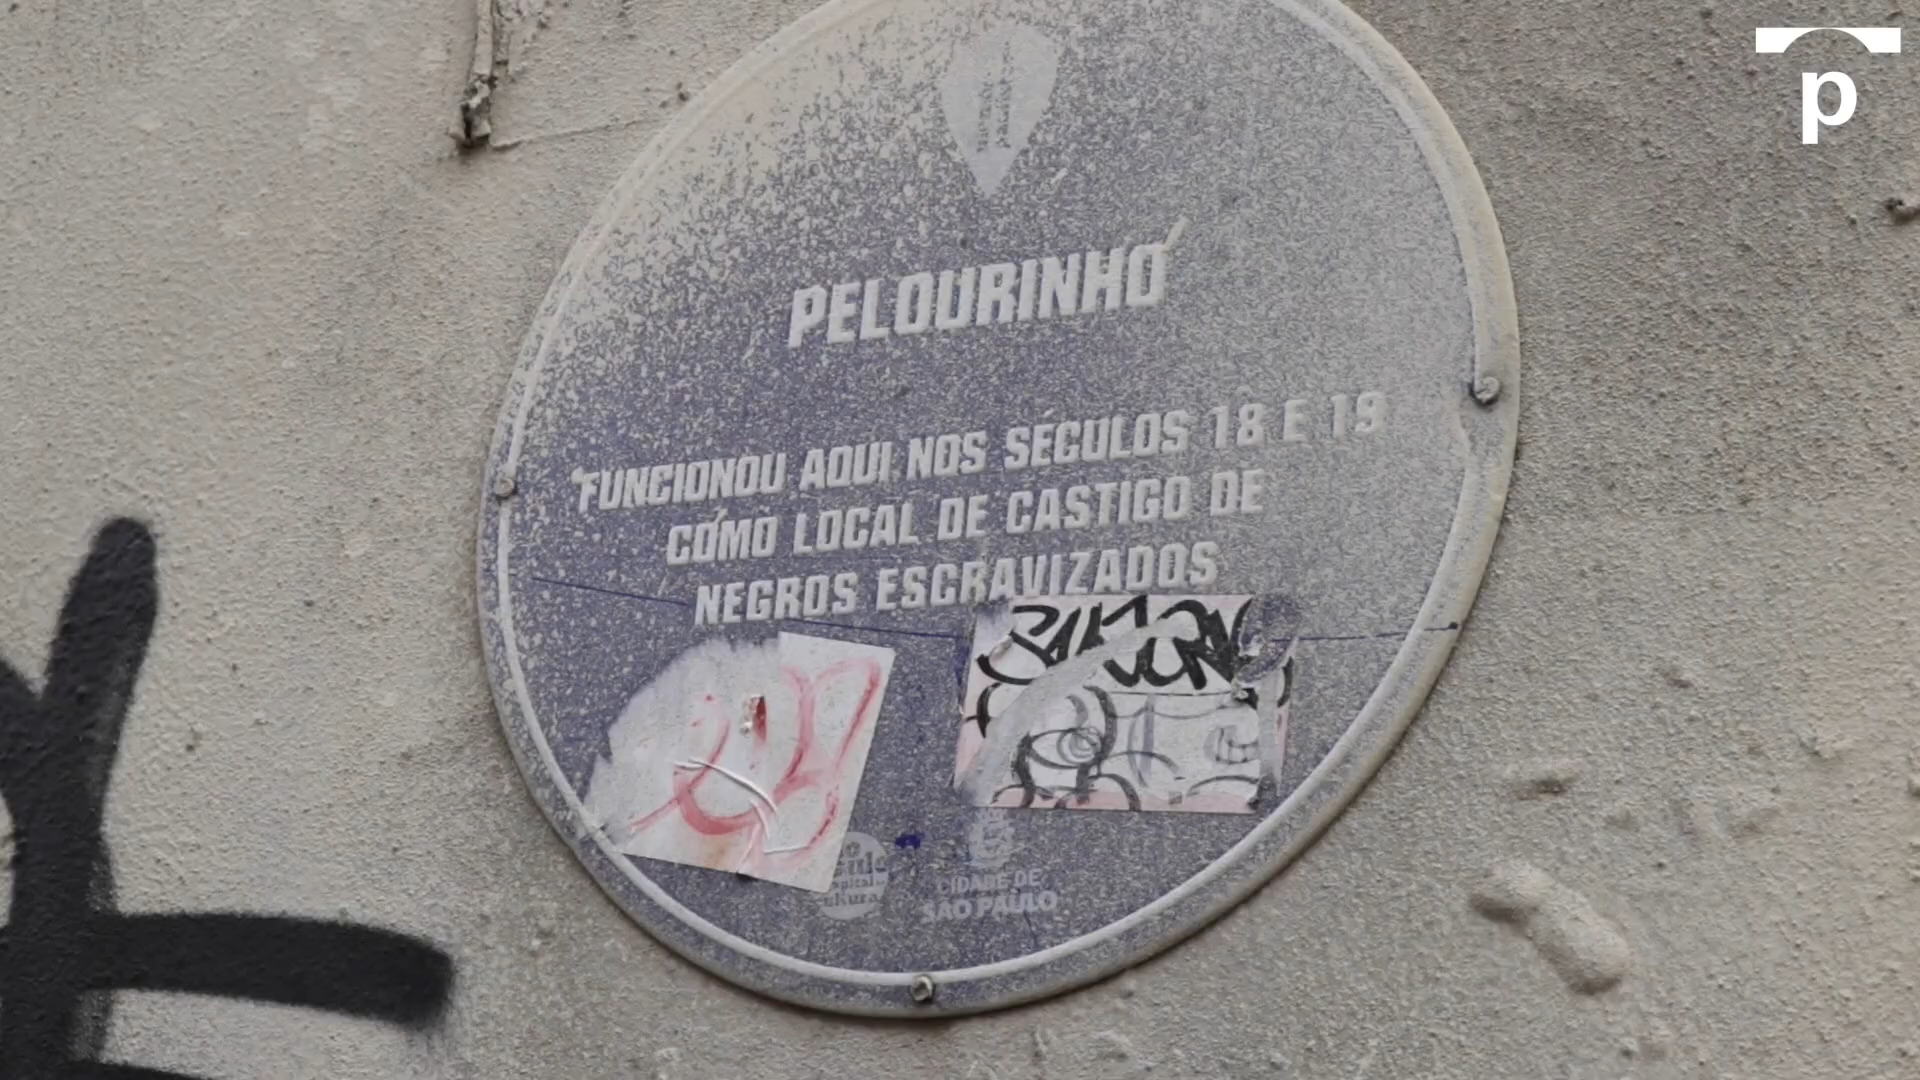 p
PELOURINHO
FUNCIONOU AQUI NOS SÉCULOS 18 E 19
COMO LOCAL DE CASTIGO DE
NEGROS ESCRAVIZADOS
CIDADE DE
SÃO PAULO